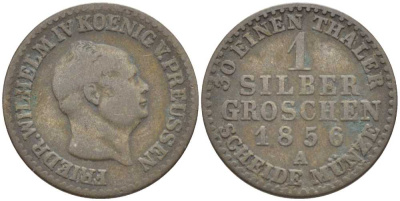 FRIEDR. WILHELM IV KOENIG V. PREUSSEN
30 EINEN THALER
1
SILBER
GROSCHEN
1856
A
SCHEIDE MÜNZE